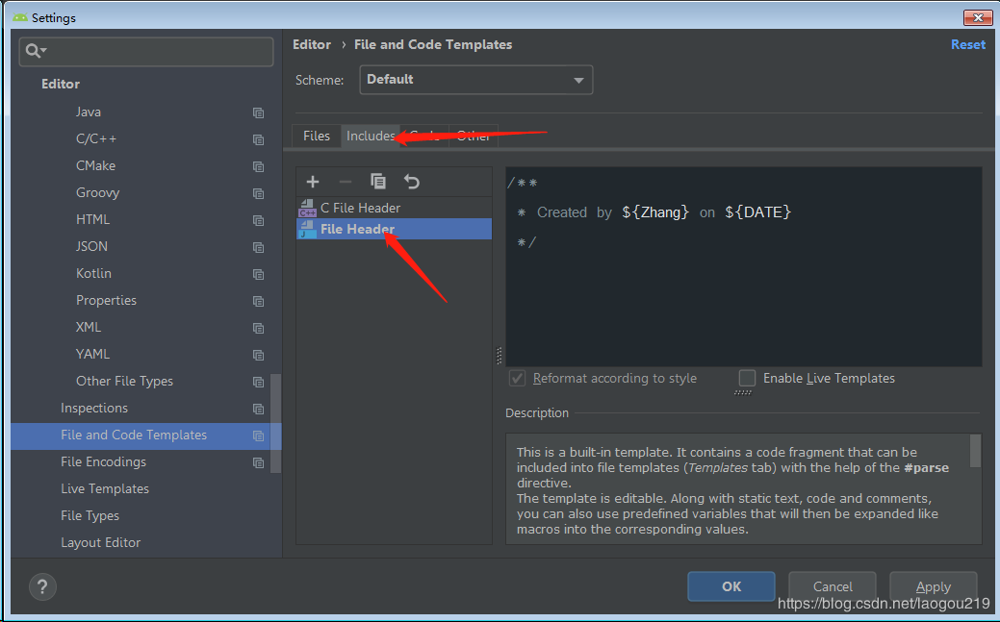 Settings
Editor › File and Code Templates
Reset
Scheme:
Default
Editor
Java
C/C++
CMake
Groovy
HTML
JSON
Kotlin
Properties
XML
YAML
Other File Types
Inspections
File and Code Templates
File Encodings
Live Templates
File Types
Layout Editor
Files Includes Code Other
C File Header
File Header
/**
* Created by ${Zhang} on ${DATE}
*/
Reformat according to style
Enable Live Templates
Description
This is a built-in template. It contains a code fragment that can be
included into file templates (Templates tab) with the help of the #parse
directive.
The template is editable. Along with static text, code and comments,
you can also use predefined variables that will then be expanded like
macros into the corresponding values.
?
OK
Cancel
Apply
https://blog.csdn.net/laogou219